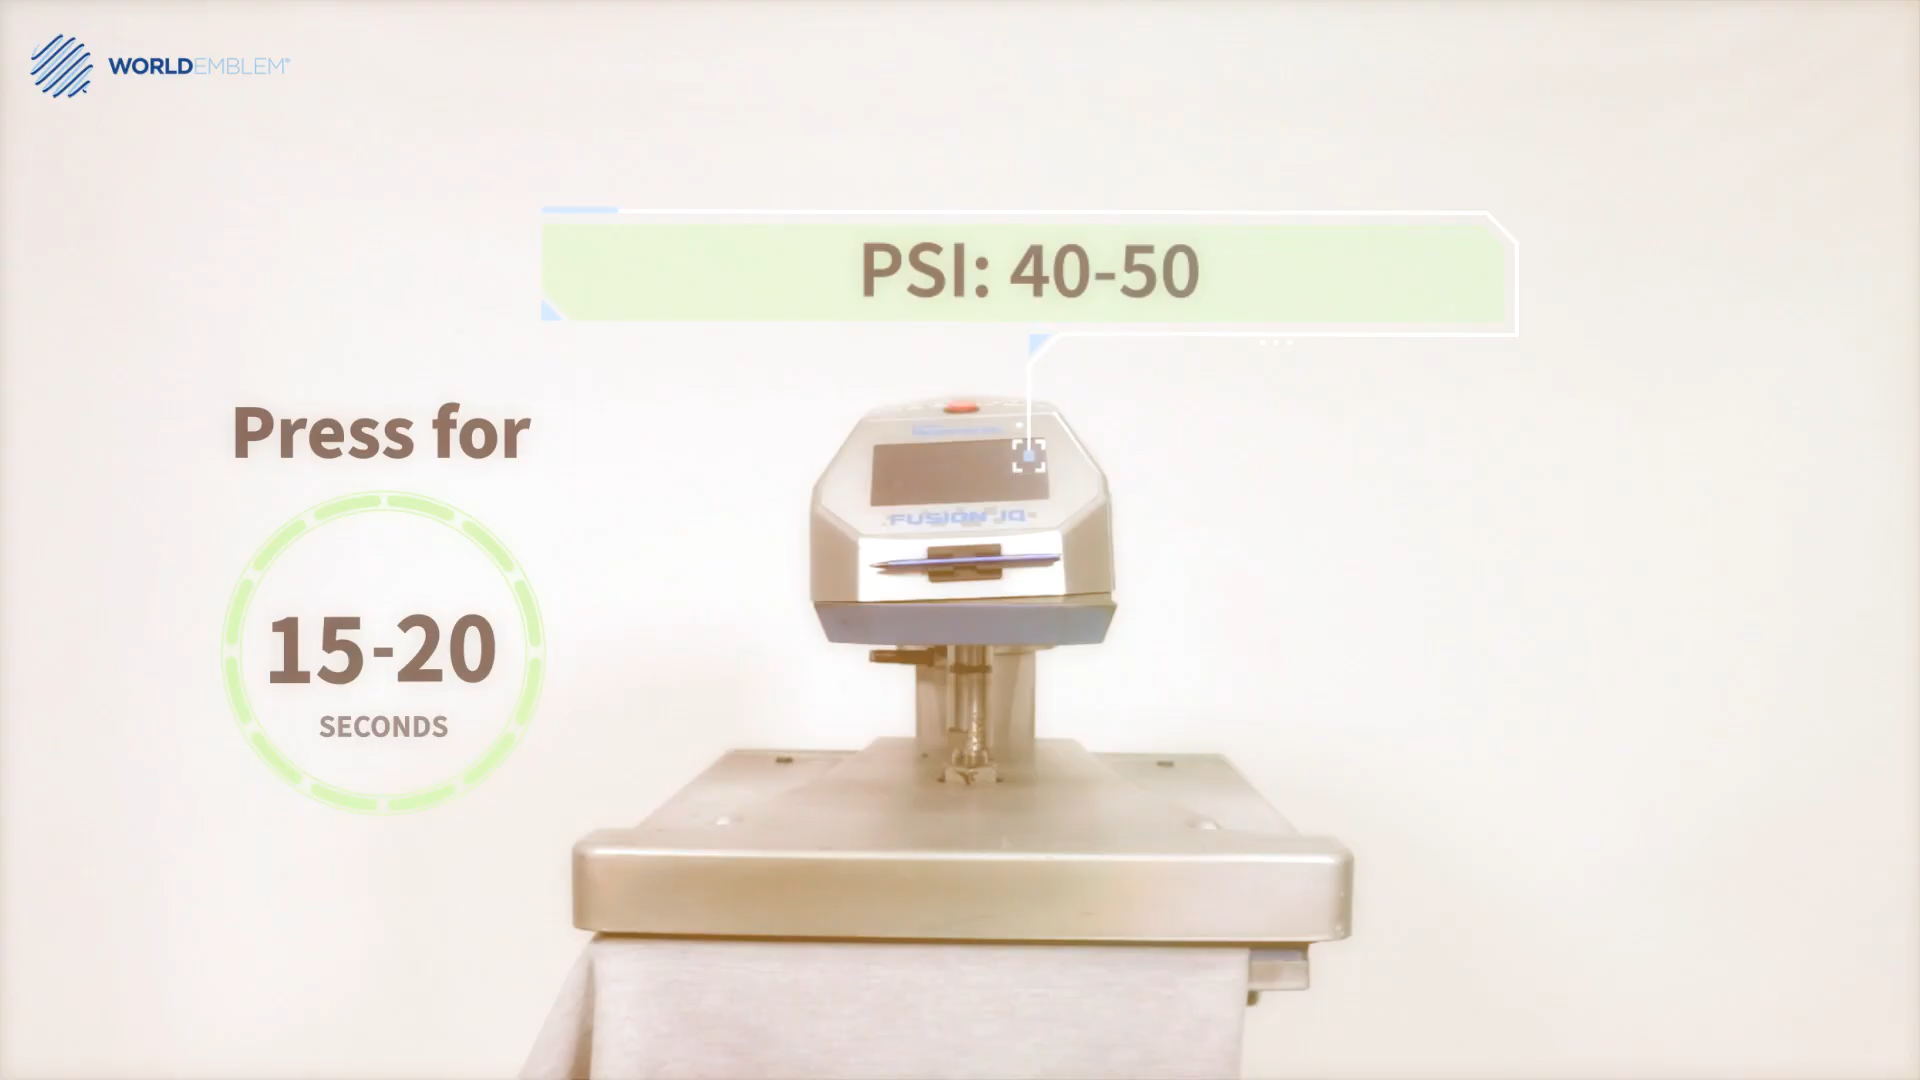 WORLDEMBLEM®
PSI: 40-50
Press for
15-20
SECONDS
FUSION IQ